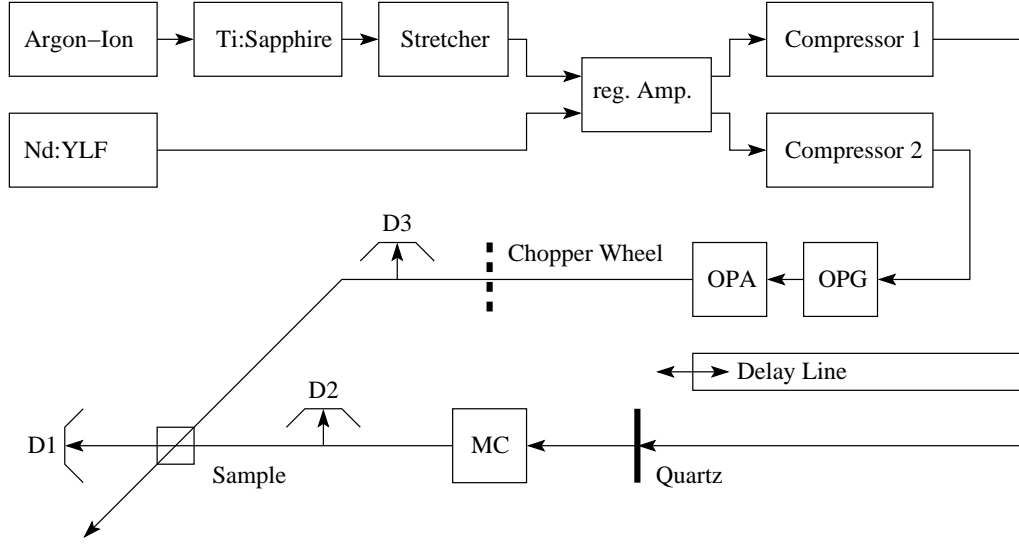 Argon–Ion
Ti:Sapphire
Stretcher
Compressor 1
reg. Amp.
Nd:YLF
Compressor 2
D3
Chopper Wheel
OPA
OPG
Delay Line
D2
D1
MC
Sample
Quartz